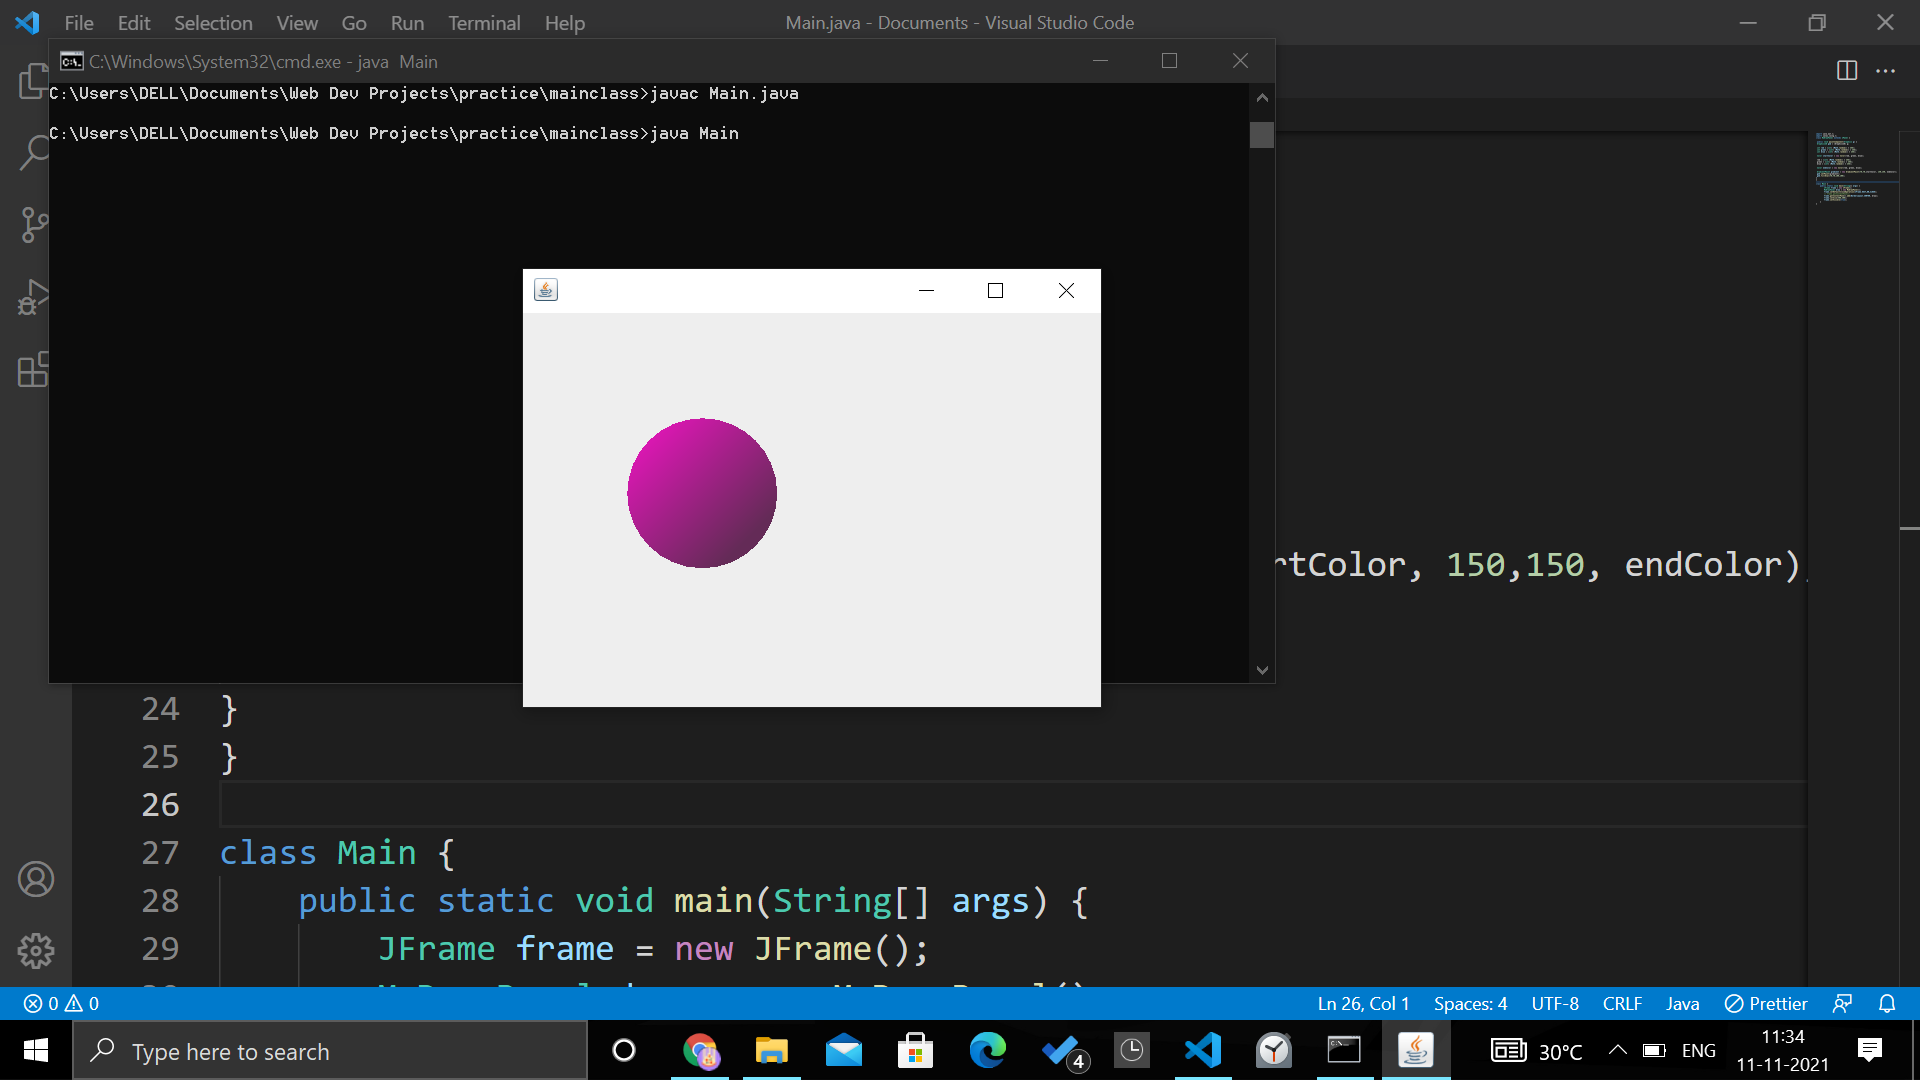 File Edit Selection View Go Run Terminal Help
Main.java - Documents - Visual Studio Code
C:\Windows\System32\cmd.exe - java  Main
C:\Users\DELL\Documents\Web Dev Projects\practice\mainclass>javac Main.java
C:\Users\DELL\Documents\Web Dev Projects\practice\mainclass>java Main
rtColor, 150,150, endColor)
24 }
25 }
26
27 class Main {
28 public static void main(String[] args) {
29 JFrame frame = new JFrame();
0 0
Ln 26, Col 1 Spaces: 4 UTF-8 CRLF Java Prettier
Type here to search
4
30°C ENG
11:34
11-11-2021